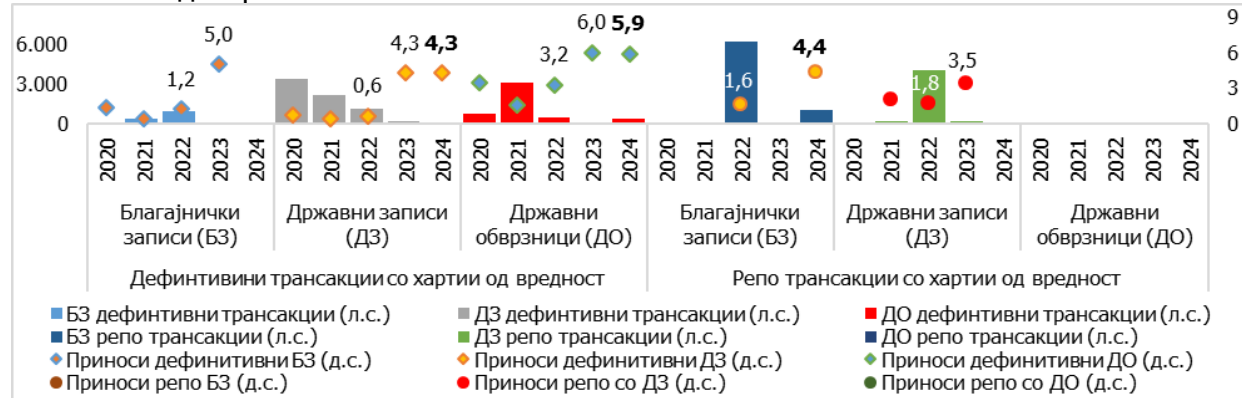 6.000
3.000
0
9
6
3
0
5,0
1,2
0,6
4,3
4,3
3,2
6,0
5,9
1,6
4,4
1,8
3,5
2020 2021 2022 2023 2024 2020 2021 2022 2023 2024 2020 2021 2022 2023 2024 2020 2021 2022 2023 2024 2020 2021 2022 2023 2024 2020 2021 2022 2023 2024
Благајнички Државни записи Државни Благајнички Државни записи Државни
записи (БЗ) (ДЗ) обврзници (ДО) записи (БЗ) (ДЗ) обврзници (ДО)
Дефинтивини трансакции со хартии од вредност Репо трансакции со хартии од вредност
БЗ дефинтивни трансакции (л.с.) ДЗ дефинтивни трансакции (л.с.) ДО дефинтивни трансакции (л.с.)
БЗ репо трансакции (л.с.) ДЗ репо трансакции (л.с.) ДО репо трансакции (л.с.)
Приноси дефинитивни БЗ (д.с.) Приноси дефинитивни ДЗ (д.с.) Приноси дефинитивни ДО (д.с.)
Приноси репо БЗ (д.с.) Приноси репо со ДЗ (д.с.) Приноси репо со ДО (д.с.)